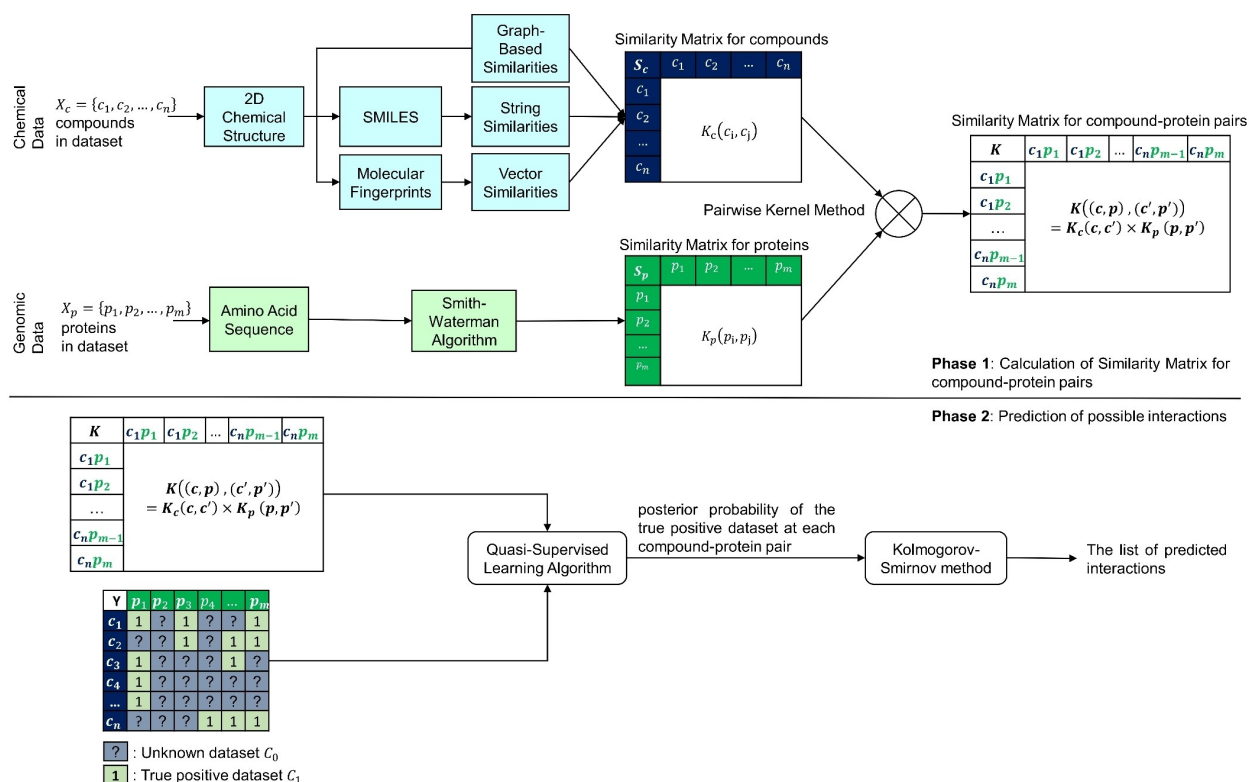 Chemical
Data
X_c = {c_1, c_2, …, c_n}
compounds
in dataset
2D
Chemical
Structure
Graph-
Based
Similarities
SMILES
String
Similarities
Molecular
Fingerprints
Vector
Similarities
Similarity Matrix for compounds
S_c c_1 c_2 … c_n
c_1
c_2
…
c_n
K_c(c_i, c_j)
Pairwise Kernel Method
Similarity Matrix for compound-protein pairs
K c_1p_1 c_1p_2 … c_np_{m−1} c_np_m
c_1p_1
c_1p_2
…
c_np_{m−1}
c_np_m
K((c, p) , (c′, p′))
= K_c(c, c′) × K_p (p, p′)
Genomic
Data
X_p = {p_1, p_2, …, p_m}
proteins
in dataset
Amino Acid
Sequence
Smith-
Waterman
Algorithm
Similarity Matrix for proteins
S_p p_1 p_2 … p_m
p_1
p_2
…
p_m
K_p(p_i, p_j)
Phase 1: Calculation of Similarity Matrix for
compound-protein pairs
Phase 2: Prediction of possible interactions
K c_1p_1 c_1p_2 … c_np_{m−1} c_np_m
c_1p_1
c_1p_2
…
c_np_{m−1}
c_np_m
K((c, p) , (c′, p′))
= K_c(c, c′) × K_p (p, p′)
Quasi-Supervised
Learning Algorithm
posterior probability of the
true positive dataset at each
compound-protein pair
Kolmogorov-
Smirnov method
The list of predicted
interactions
Y p_1 p_2 p_3 p_4 … p_m
c_1 1 ? 1 ? ? 1
c_2 ? ? 1 ? 1 1
c_3 1 ? ? ? 1 ?
c_4 1 ? ? ? ? ?
… 1 ? ? ? ? ?
c_n ? ? ? 1 1 1
? : Unknown dataset C_0
1 : True positive dataset C_1